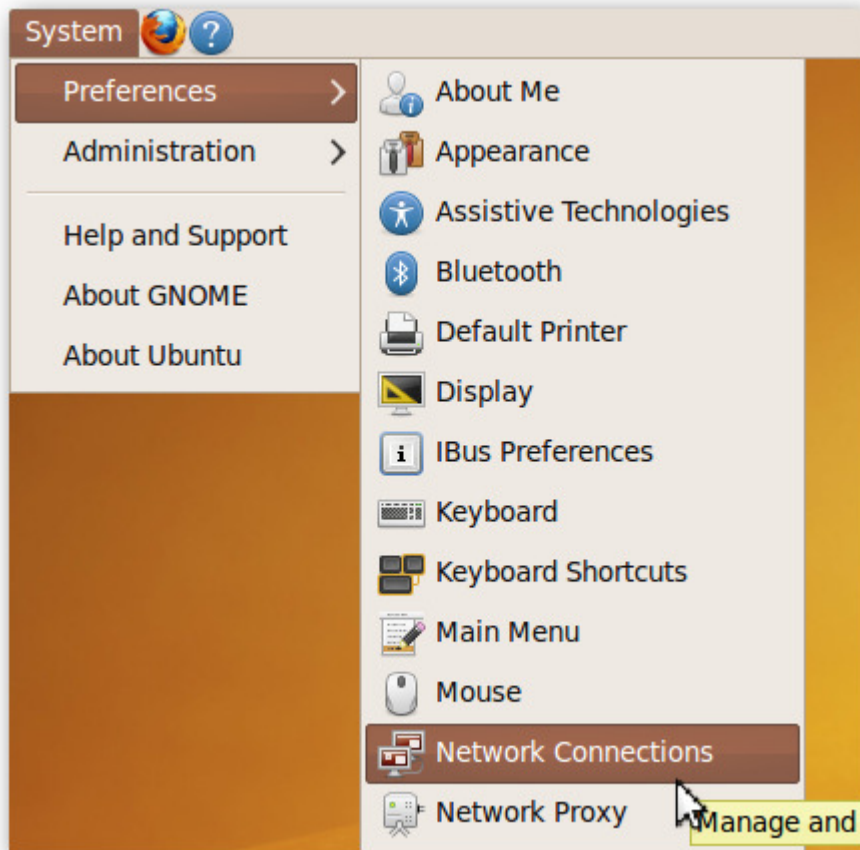 System
Preferences
Administration
Help and Support
About GNOME
About Ubuntu
About Me
Appearance
Assistive Technologies
Bluetooth
Default Printer
Display
IBus Preferences
Keyboard
Keyboard Shortcuts
Main Menu
Mouse
Network Connections
Network Proxy
Manage and